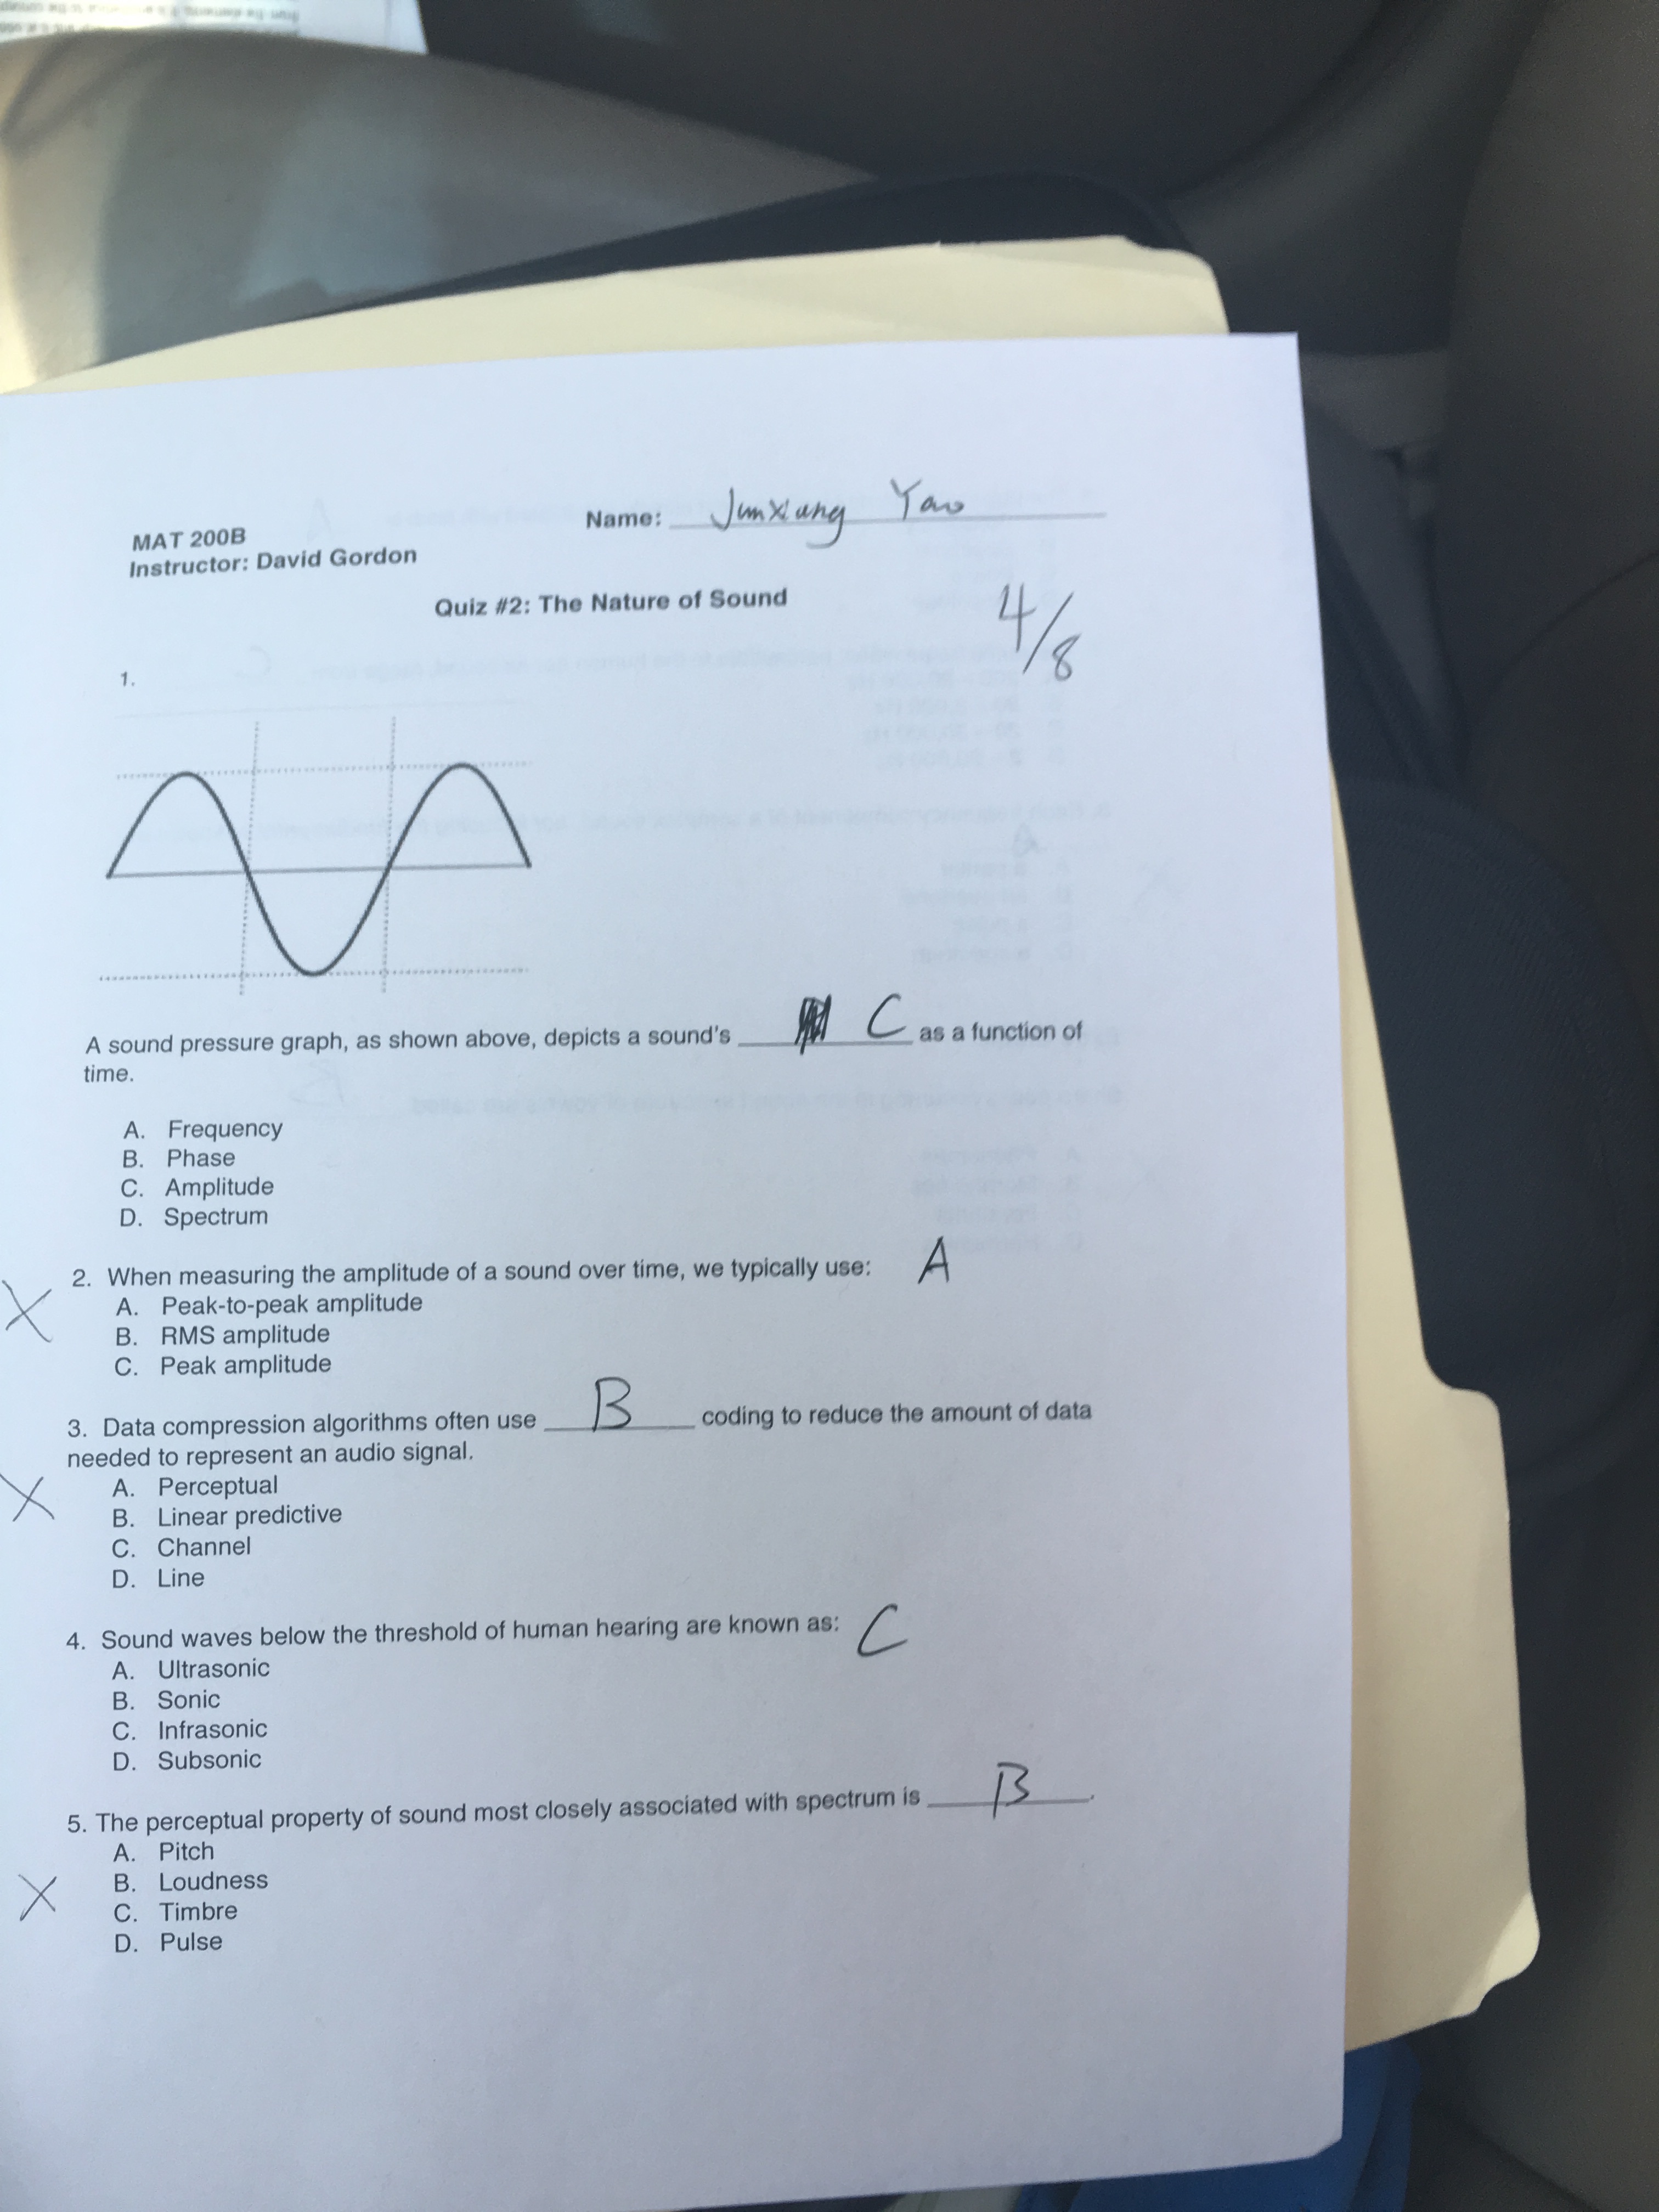 MAT 200B
Instructor: David Gordon
Name: Junxiang Yao
Quiz #2: The Nature of Sound
4/8
1.
A sound pressure graph, as shown above, depicts a sound's C as a function of
time.
A. Frequency
B. Phase
C. Amplitude
D. Spectrum
2. When measuring the amplitude of a sound over time, we typically use: A
A. Peak-to-peak amplitude
B. RMS amplitude
C. Peak amplitude
3. Data compression algorithms often use B coding to reduce the amount of data
needed to represent an audio signal.
A. Perceptual
B. Linear predictive
C. Channel
D. Line
4. Sound waves below the threshold of human hearing are known as: C
A. Ultrasonic
B. Sonic
C. Infrasonic
D. Subsonic
5. The perceptual property of sound most closely associated with spectrum is B.
A. Pitch
B. Loudness
C. Timbre
D. Pulse